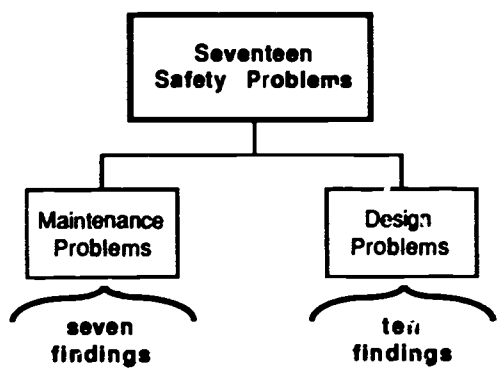 Seventeen
Safety Problems
Maintenance
Problems
Design
Problems
seven
findings
ten
findings